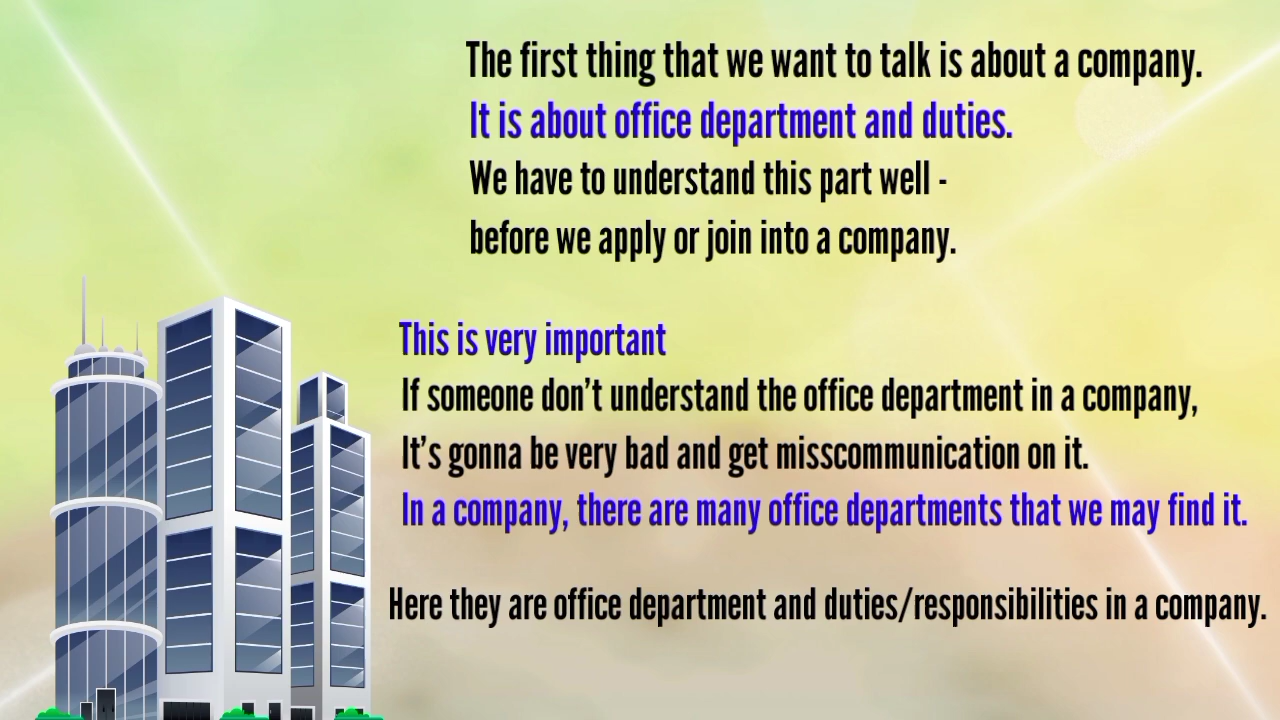 The first thing that we want to talk is about a company.
It is about office department and duties.
We have to understand this part well -
before we apply or join into a company.
This is very important
If someone don't understand the office department in a company,
It's gonna be very bad and get misscommunication on it.
In a company, there are many office departments that we may find it.
Here they are office department and duties/responsibilities in a company.